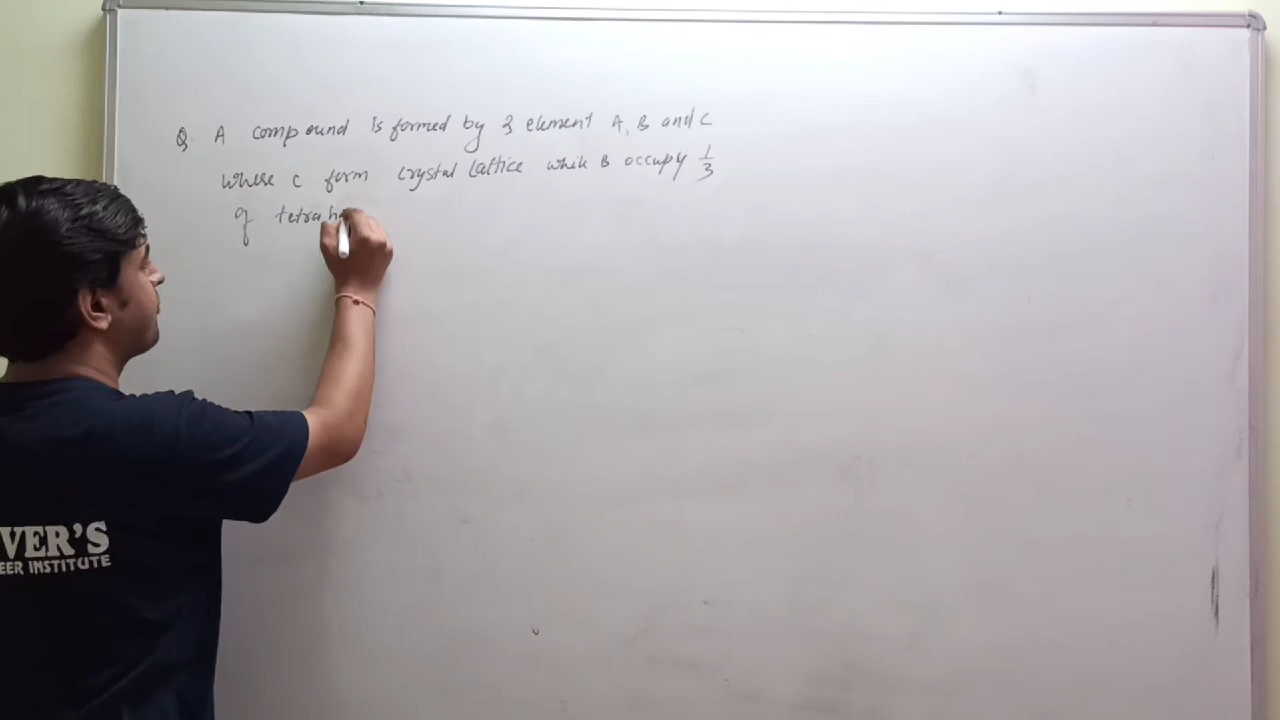 Q. A compound is formed by 3 element A, B and C
where C form crystal lattice while B occupy 1/3
of tetrah
VER'S
EER INSTITUTE